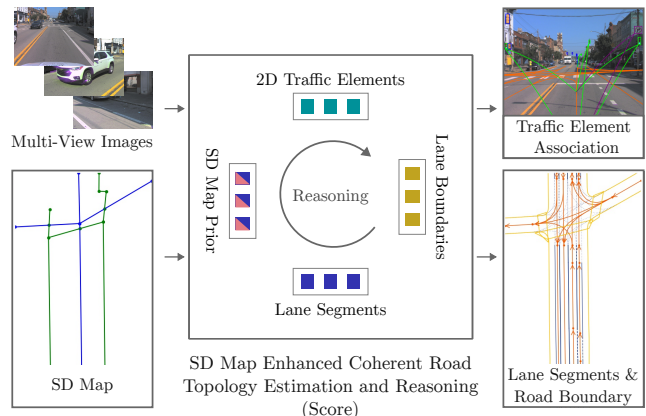 Multi-View Images
SD Map
2D Traffic Elements
SD Map Prior
Reasoning
Lane Boundaries
Lane Segments
SD Map Enhanced Coherent Road
Topology Estimation and Reasoning
(Score)
Traffic Element
Association
Lane Segments &
Road Boundary